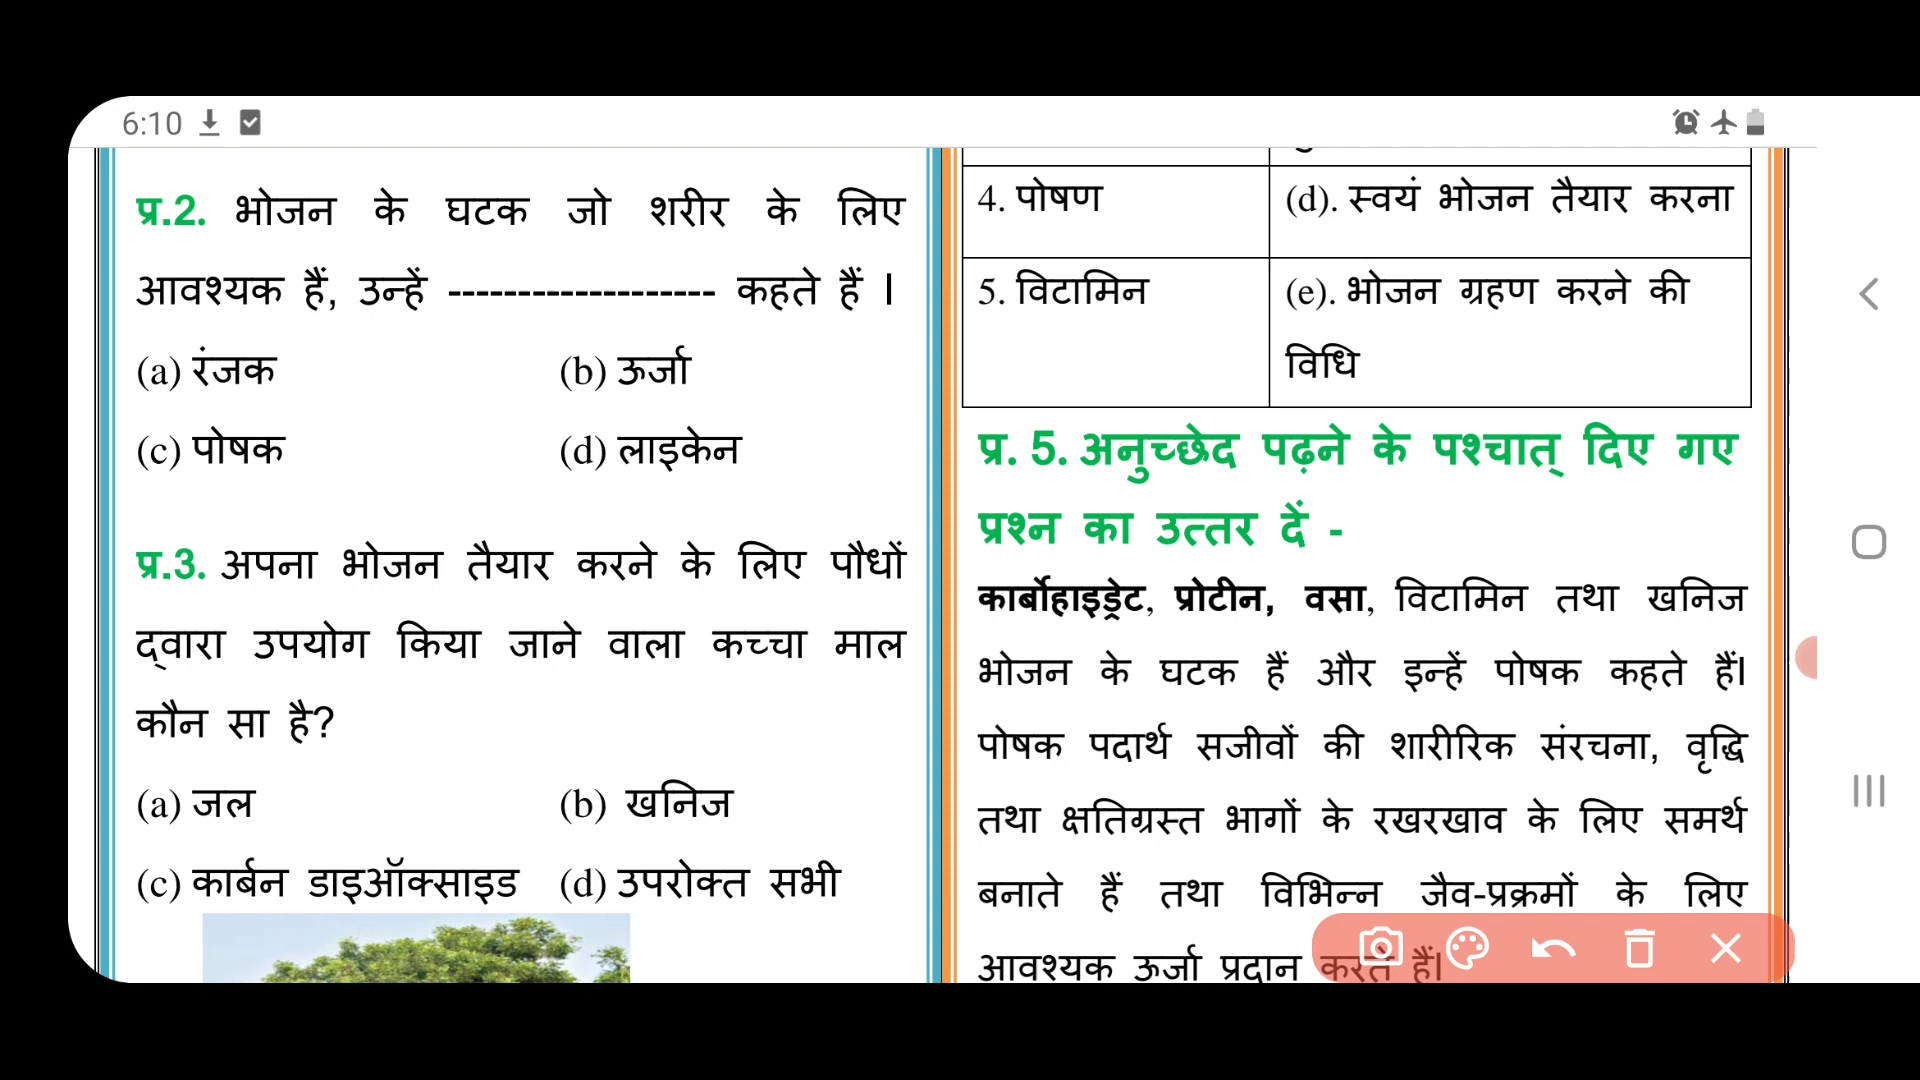 6:10
प्र.2. भोजन के घटक जो शरीर के लिए
आवश्यक हैं, उन्हें ------------------- कहते हैं ।
(a) रंजक (b) ऊर्जा
(c) पोषक (d) लाइकेन
प्र.3. अपना भोजन तैयार करने के लिए पौधों
द्वारा उपयोग किया जाने वाला कच्चा माल
कौन सा है?
(a) जल (b) खनिज
(c) कार्बन डाइऑक्साइड (d) उपरोक्त सभी
4. पोषण (d). स्वयं भोजन तैयार करना
5. विटामिन (e). भोजन ग्रहण करने की
विधि
प्र. 5. अनुच्छेद पढ़ने के पश्चात् दिए गए
प्रश्न का उत्तर दें -
कार्बोहाइड्रेट, प्रोटीन, वसा, विटामिन तथा खनिज
भोजन के घटक हैं और इन्हें पोषक कहते हैं।
पोषक पदार्थ सजीवों की शारीरिक संरचना, वृद्धि
तथा क्षतिग्रस्त भागों के रखरखाव के लिए समर्थ
बनाते हैं तथा विभिन्न जैव-प्रक्रमों के लिए
आवश्यक ऊर्जा प्रदान करते हैं।